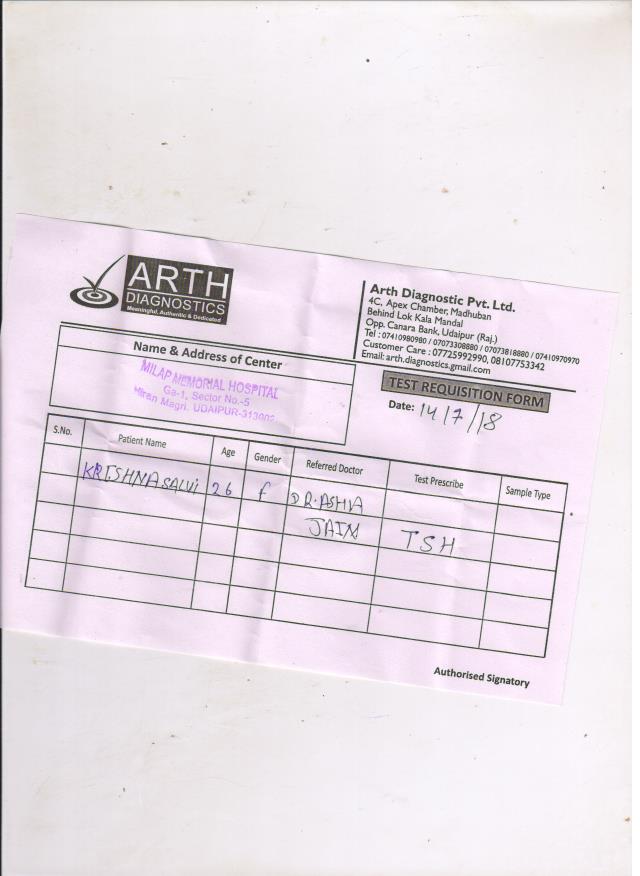 ARTH
DIAGNOSTICS
Meaningful, Authentic & Dedicated
Arth Diagnostic Pvt. Ltd.
4C, Apex Chamber, Madhuban
Behind Lok Kala Mandal
Opp. Canara Bank, Udaipur (Raj.)
Tel : 07410980980 / 07073308880 / 07073818880 / 07410970970
Customer Care : 07725992990, 08107753342
Email: arth.diagnostics.gmail.com
Name & Address of Center
MILAP MEMORIAL HOSPITAL
Ga-1, Sector No.-5
Hiran Magri. UDAIPUR-313002
TEST REQUISITION FORM
Date: 14/7/18
S.No. Patient Name Age Gender Referred Doctor Test Prescribe Sample Type
KRISHNA SALVI 26 f DR. ASHA
JAIN TSH
Authorised Signatory